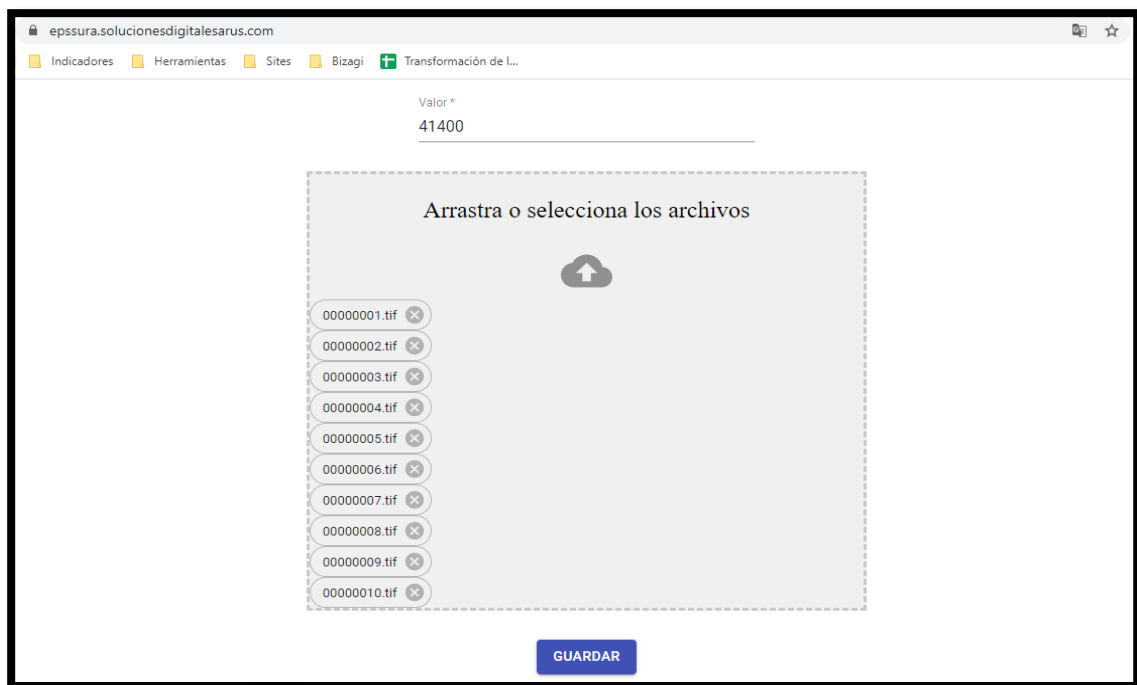 epssura.solucionesdigitalesarus.com
Indicadores Herramientas Sites Bizagi Transformación de l...
Valor *
41400
Arrastra o selecciona los archivos
00000001.tif
00000002.tif
00000003.tif
00000004.tif
00000005.tif
00000006.tif
00000007.tif
00000008.tif
00000009.tif
00000010.tif
GUARDAR